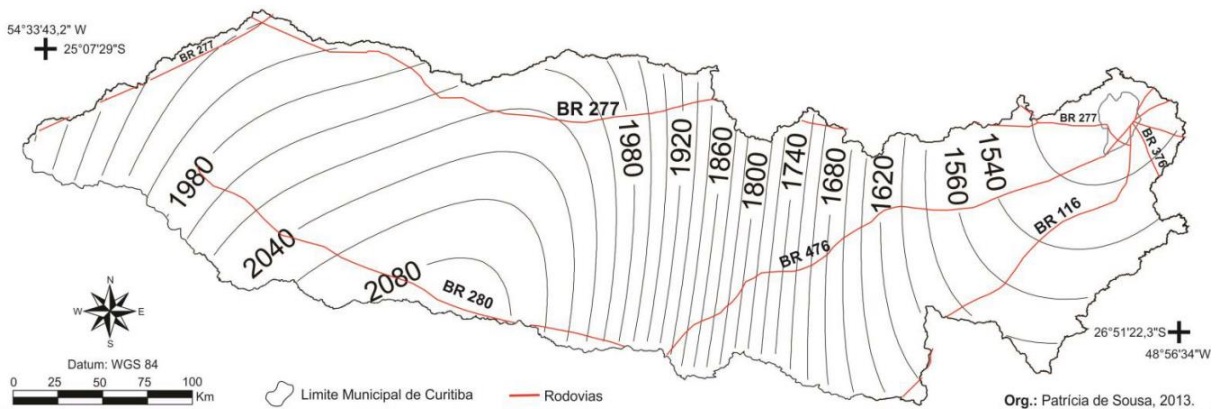 54°33'43,2" W
25°07'29"S
BR 277
BR 277
BR 277
BR 376
1980
2040
2080
1980
1920
1860
1800
1740
1680
1620
1560
1540
BR 280
BR 476
BR 116
N
W E
S
26°51'22,3"S
48°56'34"W
Datum: WGS 84
0 25 50 75 100
Km
Limite Municipal de Curitiba
Rodovias
Org.: Patrícia de Sousa, 2013.